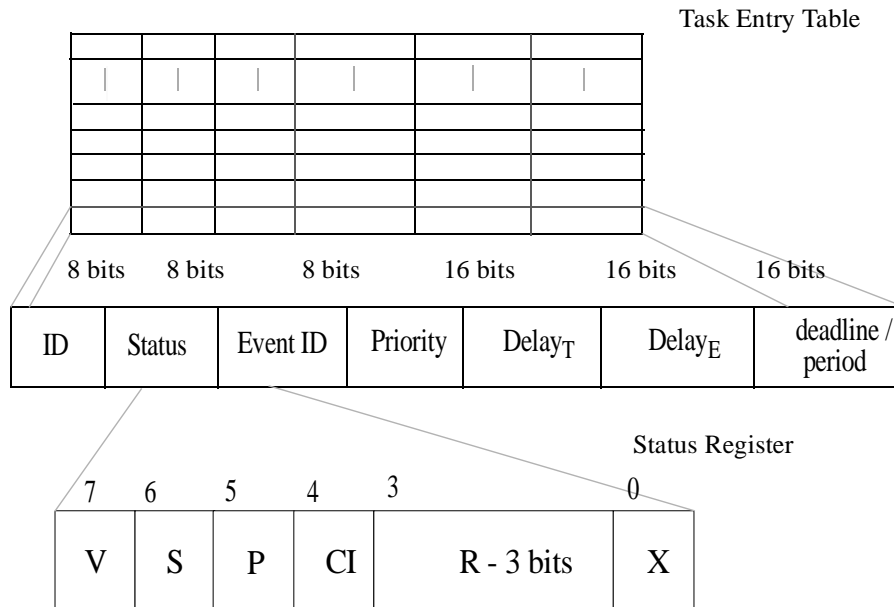 Task Entry Table
8 bits 8 bits 8 bits 16 bits 16 bits 16 bits
ID Status Event ID Priority DelayT DelayE deadline / period
Status Register
7 6 5 4 3 0
V S P CI R - 3 bits X